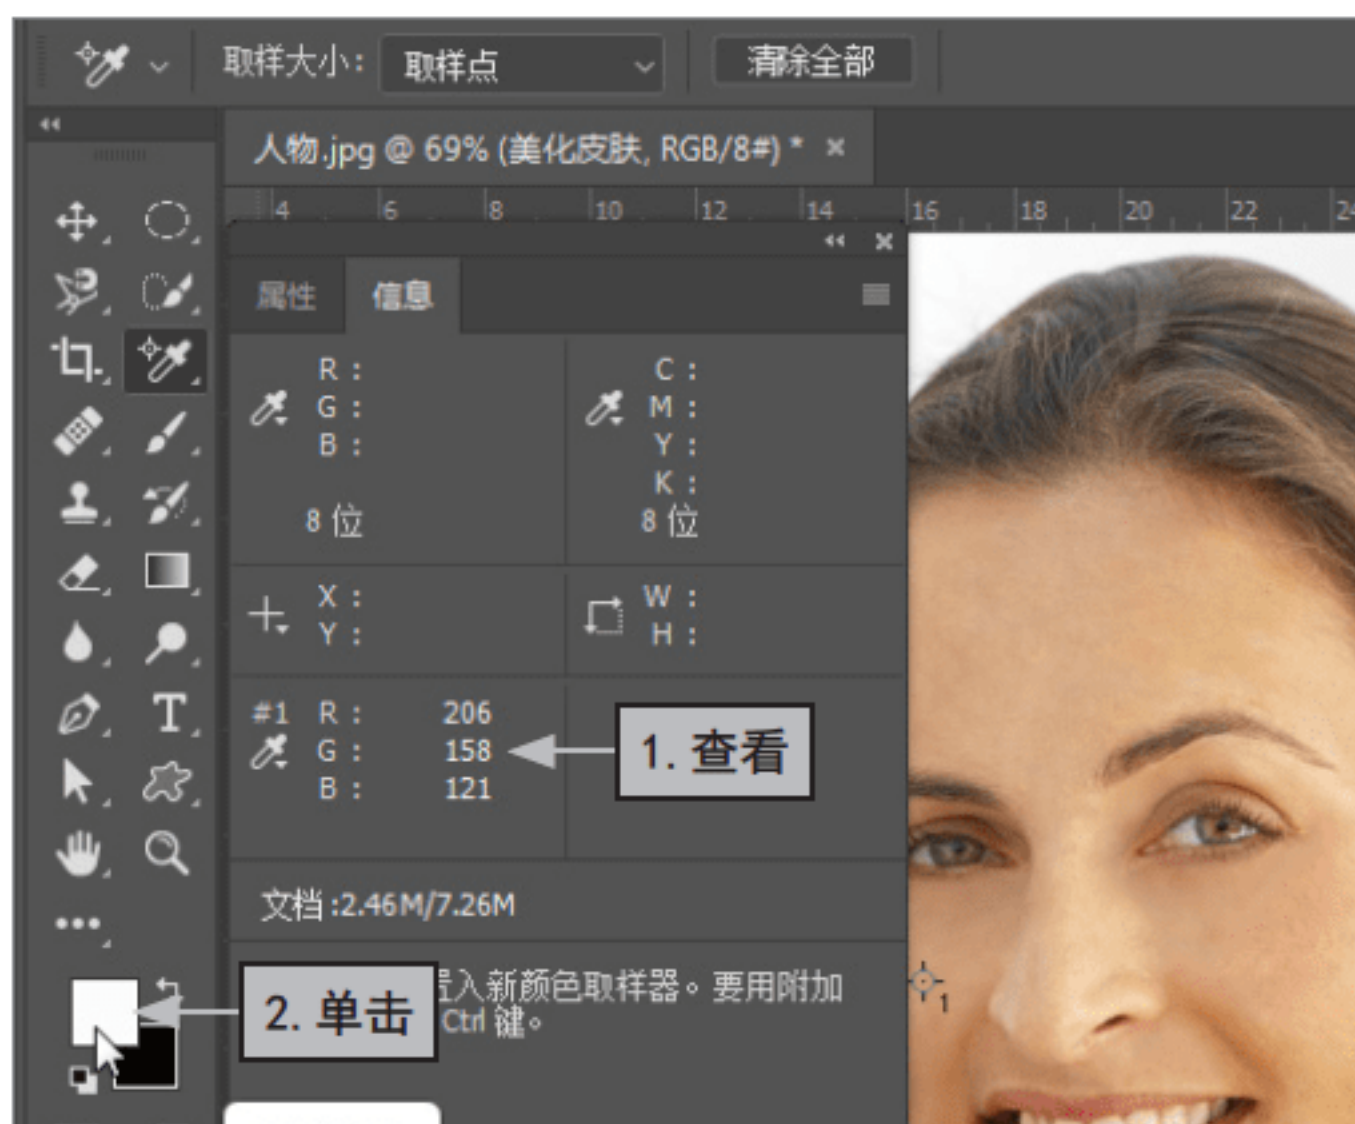 取样大小： 取样点 清除全部
人物.jpg @ 69% (美化皮肤, RGB/8#) * ×
4 6 8 10 12 14 16 18 20 22 24
属性 信息
R :
G :
B :
8 位
C :
M :
Y :
K :
8 位
X :
Y :
W :
H :
#1 R : 206
G : 158
B : 121
1. 查看
文档:2.46M/7.26M
置入新颜色取样器。要用附加
Ctrl 键。
2. 单击
1